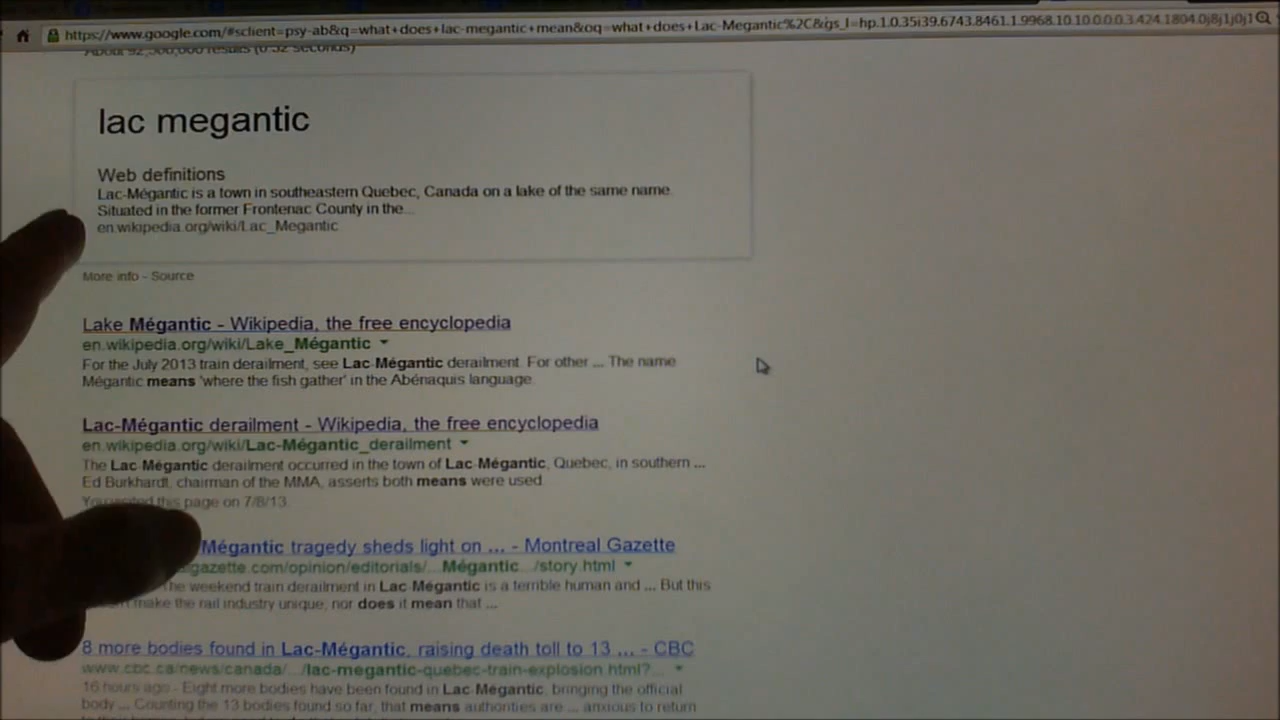 https://www.google.com/#sclient=psy-ab&q=what+does+lac-megantic+mean&oq=what+does+Lac-Megantic%2C&gs_l=hp.1.0.35i39.6743.8461.1.9968.10.10.0.0.0.3.424.1804.0j8j1j0j1
About 92,300,000 results (0.32 seconds)
lac megantic
Web definitions
Lac-Mégantic is a town in southeastern Quebec, Canada on a lake of the same name.
Situated in the former Frontenac County in the...
en.wikipedia.org/wiki/Lac_Megantic
More info - Source
Lake Mégantic - Wikipedia, the free encyclopedia
en.wikipedia.org/wiki/Lake_Mégantic
For the July 2013 train derailment, see Lac-Mégantic derailment. For other ... The name
Mégantic means 'where the fish gather' in the Abénaquis language.
Lac-Mégantic derailment - Wikipedia, the free encyclopedia
en.wikipedia.org/wiki/Lac-Mégantic_derailment
The Lac-Mégantic derailment occurred in the town of Lac-Mégantic, Quebec, in southern ...
Ed Burkhardt, chairman of the MMA, asserts both means were used.
You visited this page on 7/8/13.
Mégantic tragedy sheds light on ... - Montreal Gazette
gazette.com/opinion/editorials/...Mégantic.../story.html
The weekend train derailment in Lac Mégantic is a terrible human and ... But this
make the rail industry unique, nor does it mean that ...
8 more bodies found in Lac-Mégantic, raising death toll to 13 ... - CBC
www.cbc.ca/news/canada/.../lac-megantic-quebec-train-explosion.html?...
16 hours ago - Eight more bodies have been found in Lac-Mégantic, bringing the official
body ... Counting the 13 bodies found so far, that means authorities are ... anxious to return